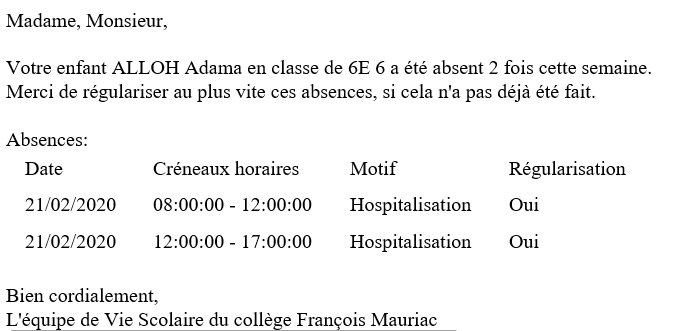 Madame, Monsieur,
Votre enfant ALLOH Adama en classe de 6E 6 a été absent 2 fois cette semaine.
Merci de régulariser au plus vite ces absences, si cela n'a pas déjà été fait.
Absences:
Date Créneaux horaires Motif Régularisation
21/02/2020 08:00:00 - 12:00:00 Hospitalisation Oui
21/02/2020 12:00:00 - 17:00:00 Hospitalisation Oui
Bien cordialement,
L'équipe de Vie Scolaire du collège François Mauriac